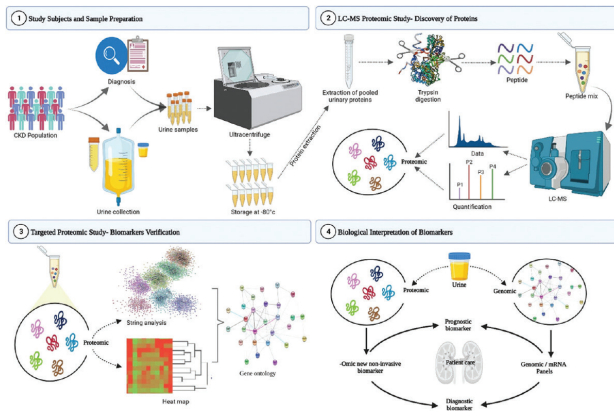 1 Study Subjects and Sample Preparation
Diagnosis
CKD Population
Urine samples
Ultracentrifuge
Urine collection
Storage at -80°c
Protein extraction
2 LC-MS Proteomic Study- Discovery of Proteins
Extraction of pooled
urinary proteins
Trypsin
digestion
Peptide
Peptide mix
Proteomic
Data
P1
P2
P3
P4
Quantification
LC-MS
3 Targeted Proteomic Study- Biomarkers Verification
Proteomic
String analysis
Heat map
Gene ontology
4 Biological Interpretation of Biomarkers
Urine
Proteomic
Genomic
Prognostic
biomarker
-Omic new non-invasive
biomarker
Patient care
Genomic / mRNA
Panels
Diagnostic
biomarker